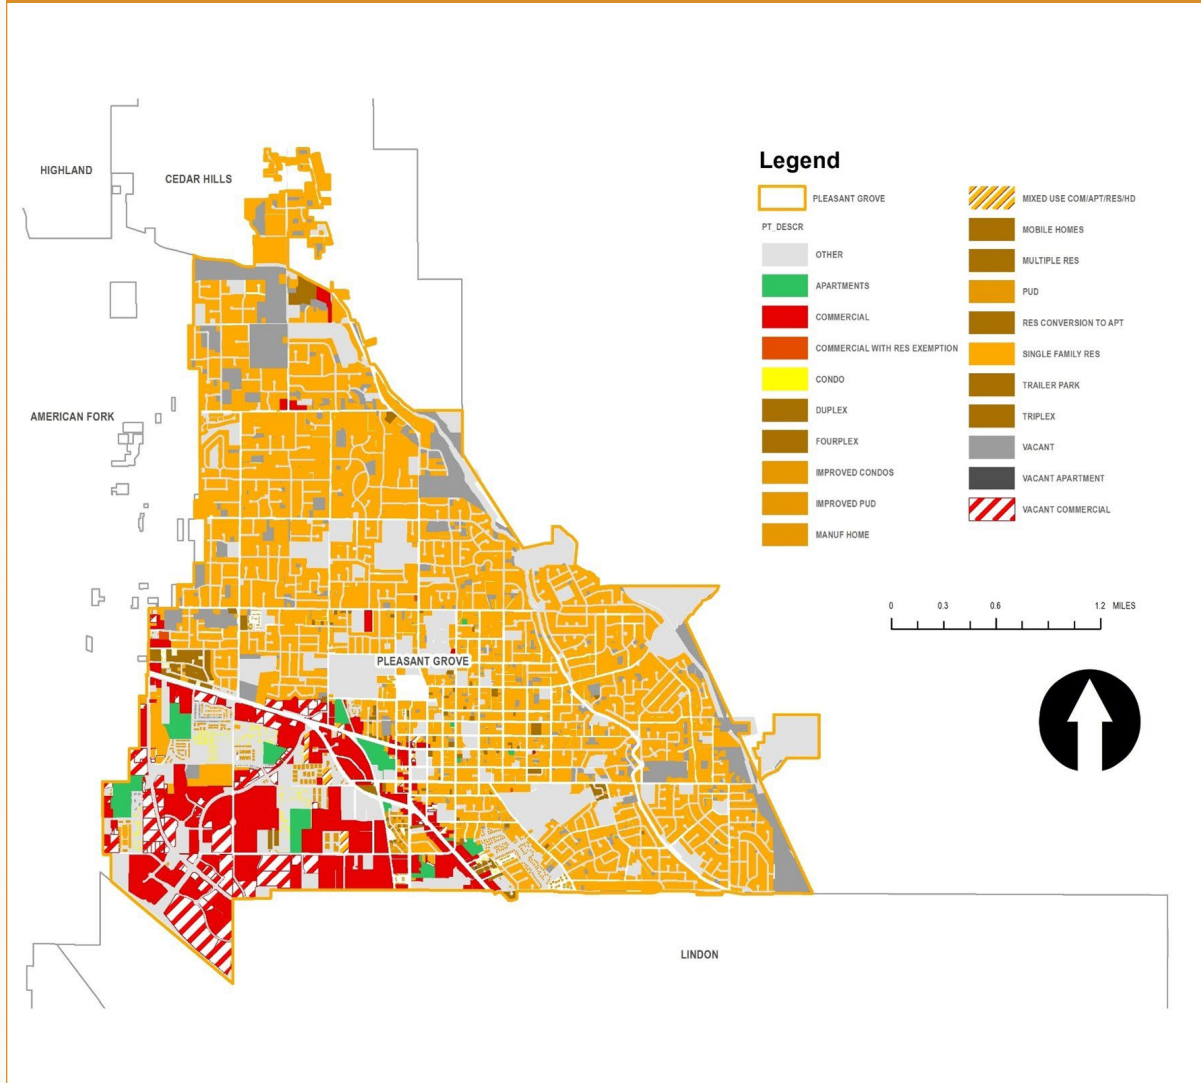 HIGHLAND
CEDAR HILLS
AMERICAN FORK
PLEASANT GROVE
LINDON
Legend
PLEASANT GROVE
PT_DESCR
OTHER
APARTMENTS
COMMERCIAL
COMMERCIAL WITH RES EXEMPTION
CONDO
DUPLEX
FOURPLEX
IMPROVED CONDOS
IMPROVED PUD
MANUF HOME
MIXED USE COM/APT/RES/HD
MOBILE HOMES
MULTIPLE RES
PUD
RES CONVERSION TO APT
SINGLE FAMILY RES
TRAILER PARK
TRIPLEX
VACANT
VACANT APARTMENT
VACANT COMMERCIAL
0 0.3 0.6 1.2 MILES